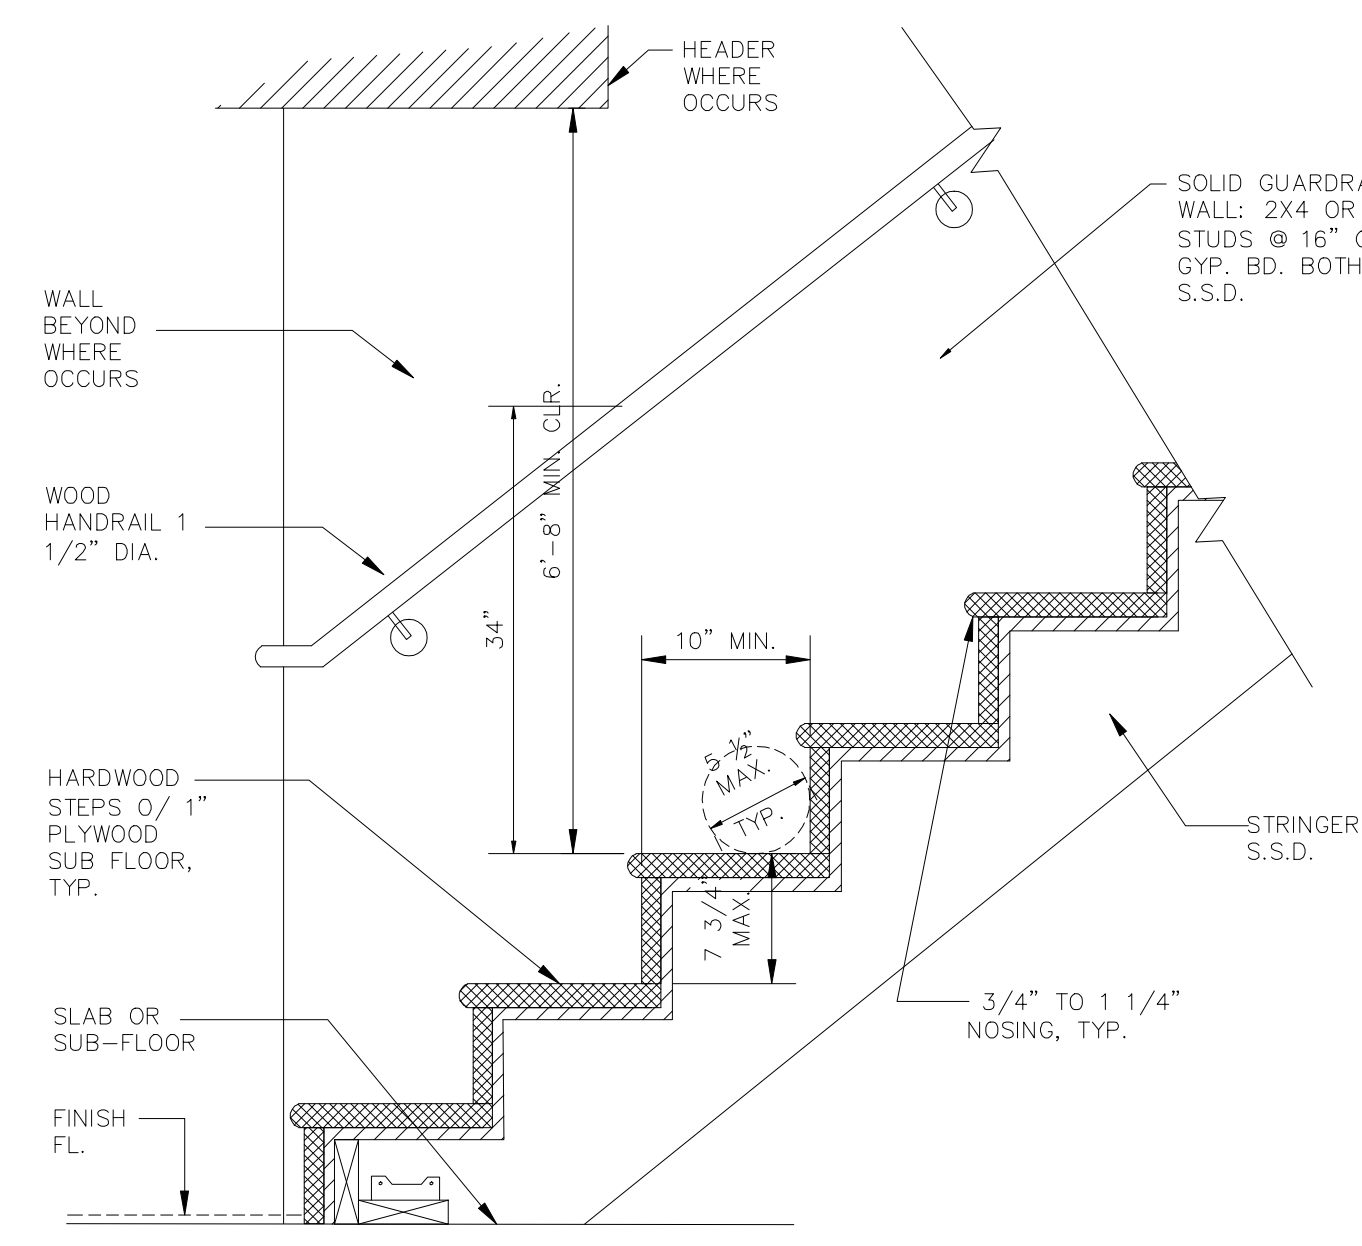 HEADER
WHERE
OCCURS
SOLID GUARDRA
WALL: 2X4 OR
STUDS @ 16”
GYP. BD. BOTH
S.S.D.
WALL
BEYOND
WHERE
OCCURS
6’-8” MIN. CLR.
WOOD
HANDRAIL 1
1/2” DIA.
34”
10” MIN.
5 ½”
MAX.
TYP.
HARDWOOD
STEPS O/ 1”
PLYWOOD
SUB FLOOR,
TYP.
STRINGER
S.S.D.
7 3/4”
MAX.
3/4” TO 1 1/4”
NOSING, TYP.
SLAB OR
SUB-FLOOR
FINISH
FL.